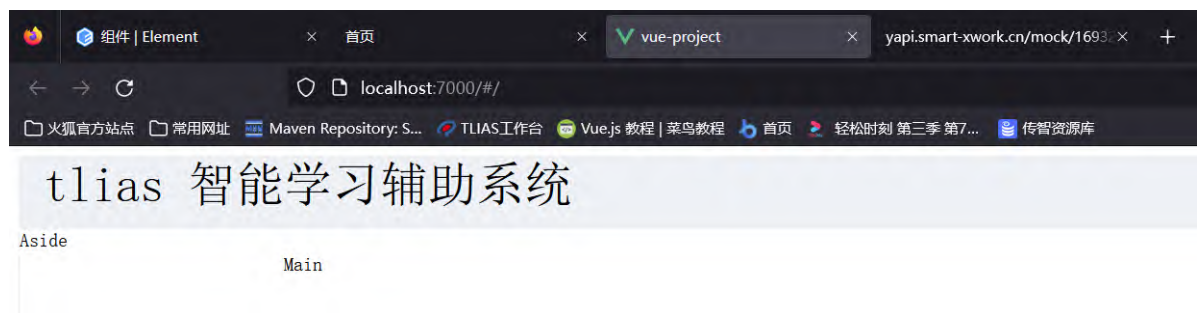 组件 | Element 首页 vue-project yapi.smart-xwork.cn/mock/1693
localhost:7000/#/
火狐官方站点 常用网址 Maven Repository: S... TLIAS工作台 Vue.js 教程 | 菜鸟教程 首页 轻松时刻 第三季 第7... 传智资源库
tlias 智能学习辅助系统
Aside
Main